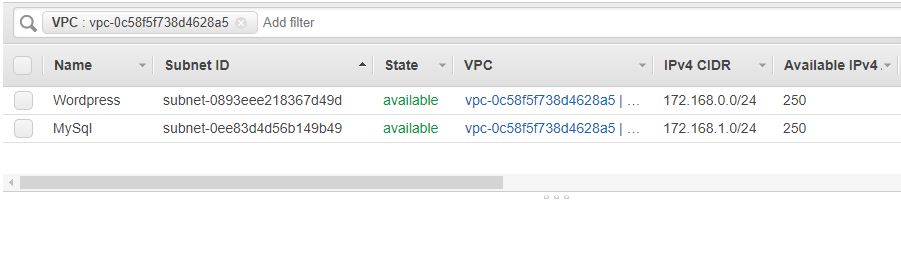 VPC : vpc-0c58f5f738d4628a5 Add filter
Name Subnet ID State VPC IPv4 CIDR Available IPv4
Wordpress subnet-0893eee218367d49d available vpc-0c58f5f738d4628a5 | ... 172.168.0.0/24 250
MySql subnet-0ee83d4d56b149b49 available vpc-0c58f5f738d4628a5 | ... 172.168.1.0/24 250